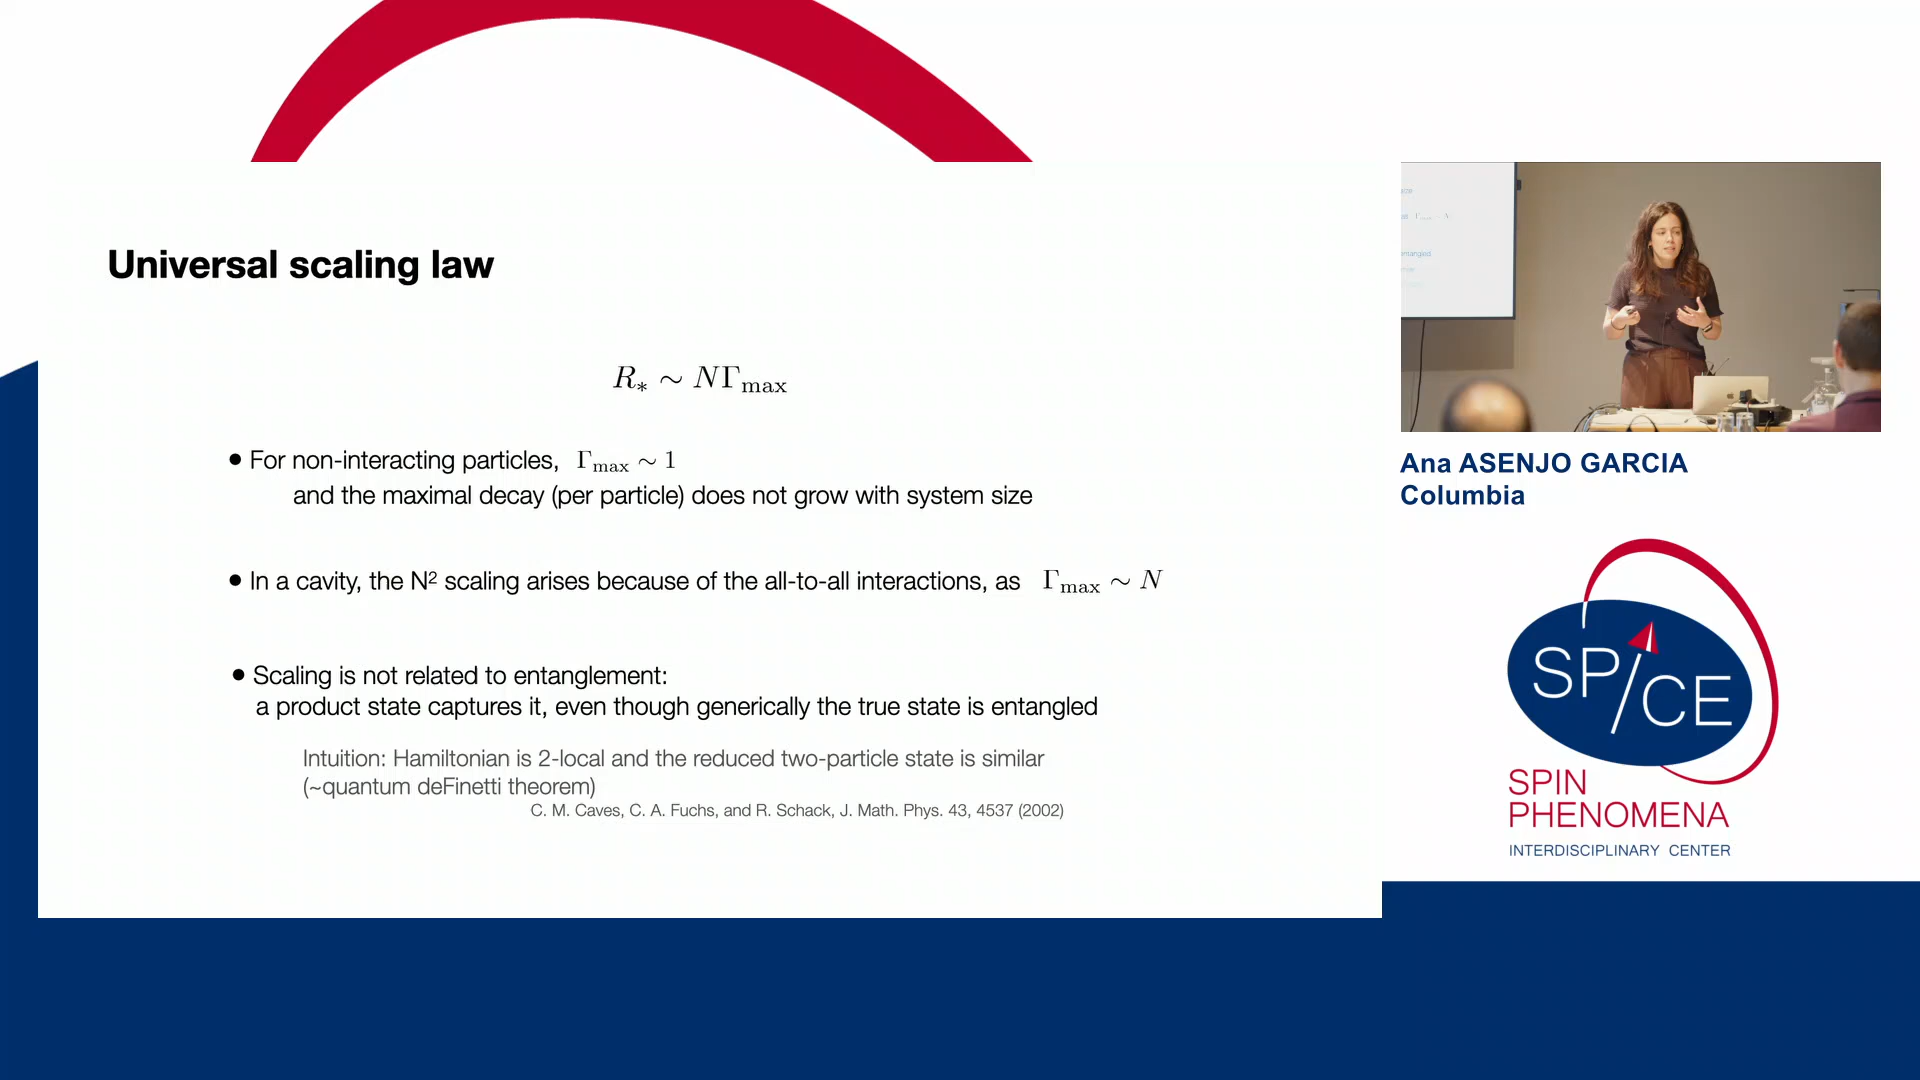 Universal scaling law
R* ~ NΓmax
● For non-interacting particles, Γmax ~ 1
and the maximal decay (per particle) does not grow with system size
● In a cavity, the N² scaling arises because of the all-to-all interactions, as Γmax ~ N
● Scaling is not related to entanglement:
a product state captures it, even though generically the true state is entangled
Intuition: Hamiltonian is 2-local and the reduced two-particle state is similar
(~quantum deFinetti theorem)
C. M. Caves, C. A. Fuchs, and R. Schack, J. Math. Phys. 43, 4537 (2002)
Ana ASENJO GARCIA
Columbia
SP/CE
SPIN
PHENOMENA
INTERDISCIPLINARY CENTER